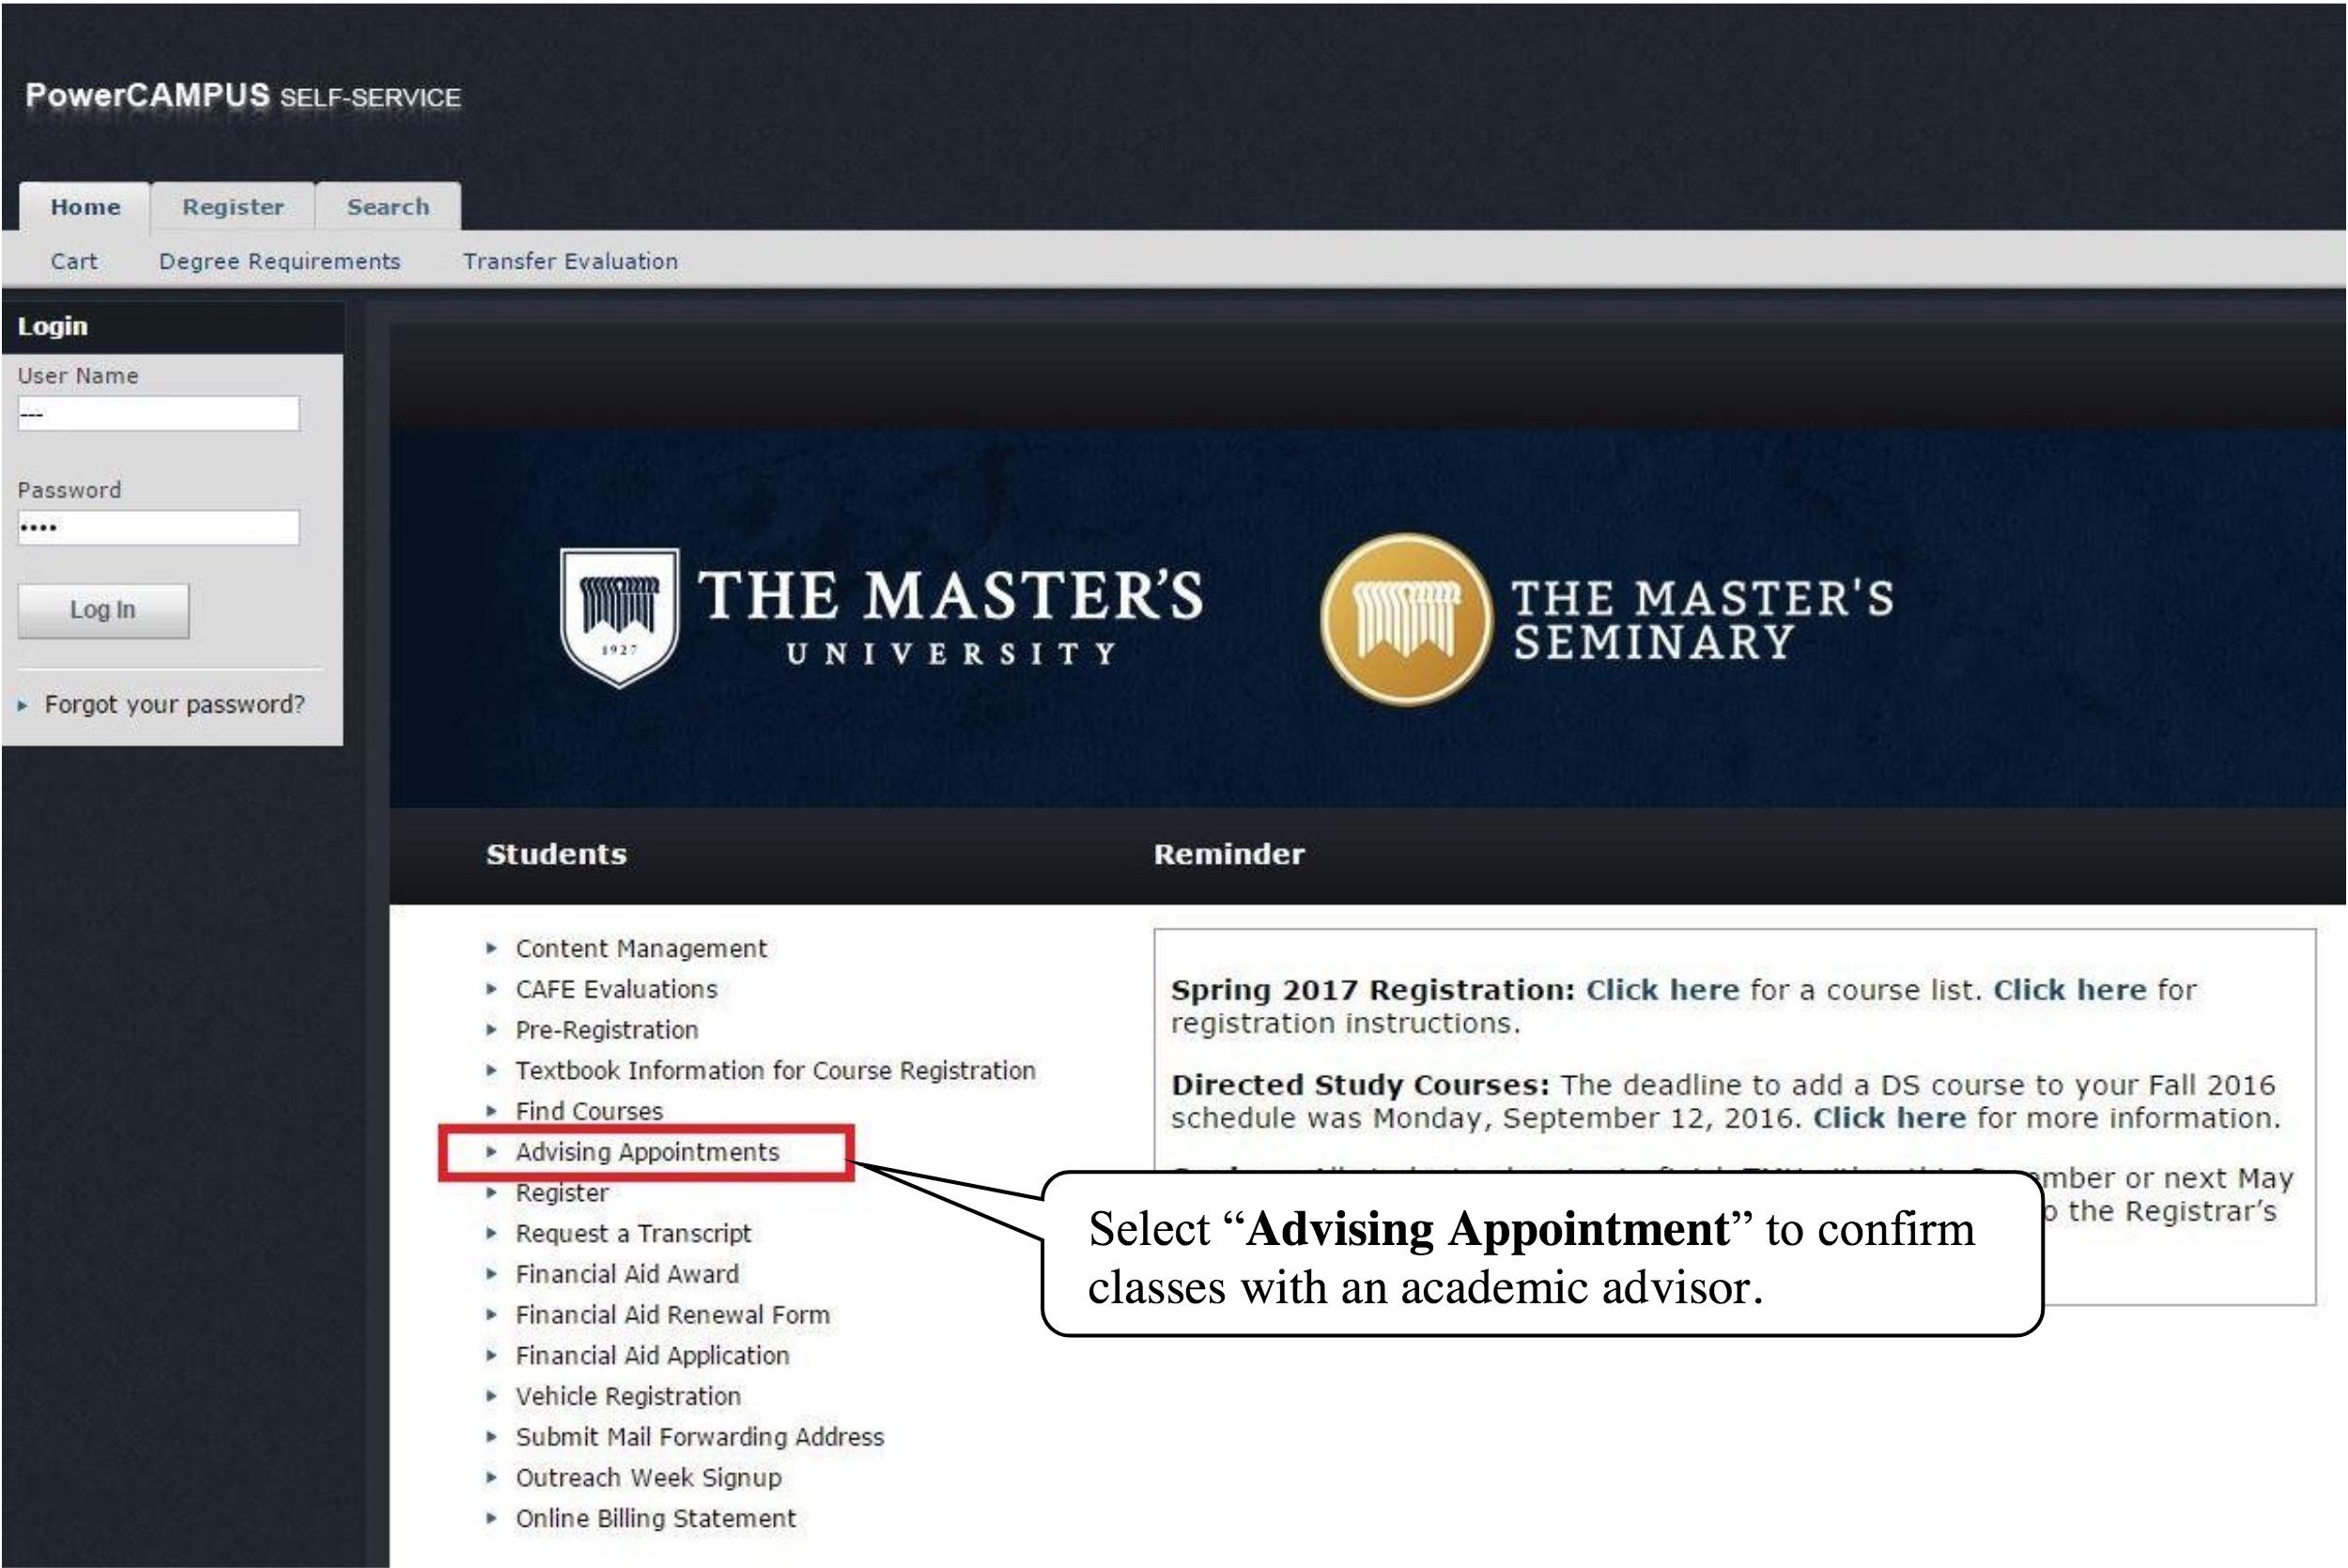 PowerCAMPUS SELF-SERVICE
Home Register Search
Cart Degree Requirements Transfer Evaluation
Login
User Name
---
Password
••••
Log In
Forgot your password?
1927
THE MASTER'S
UNIVERSITY
THE MASTER'S
SEMINARY
Students
Content Management
CAFE Evaluations
Pre-Registration
Textbook Information for Course Registration
Find Courses
Advising Appointments
Register
Request a Transcript
Financial Aid Award
Financial Aid Renewal Form
Financial Aid Application
Vehicle Registration
Submit Mail Forwarding Address
Outreach Week Signup
Online Billing Statement
Reminder
Spring 2017 Registration: Click here for a course list. Click here for
registration instructions.
Directed Study Courses: The deadline to add a DS course to your Fall 2016
schedule was Monday, September 12, 2016. Click here for more information.
or next May
the Registrar's
Select “Advising Appointment” to confirm
classes with an academic advisor.